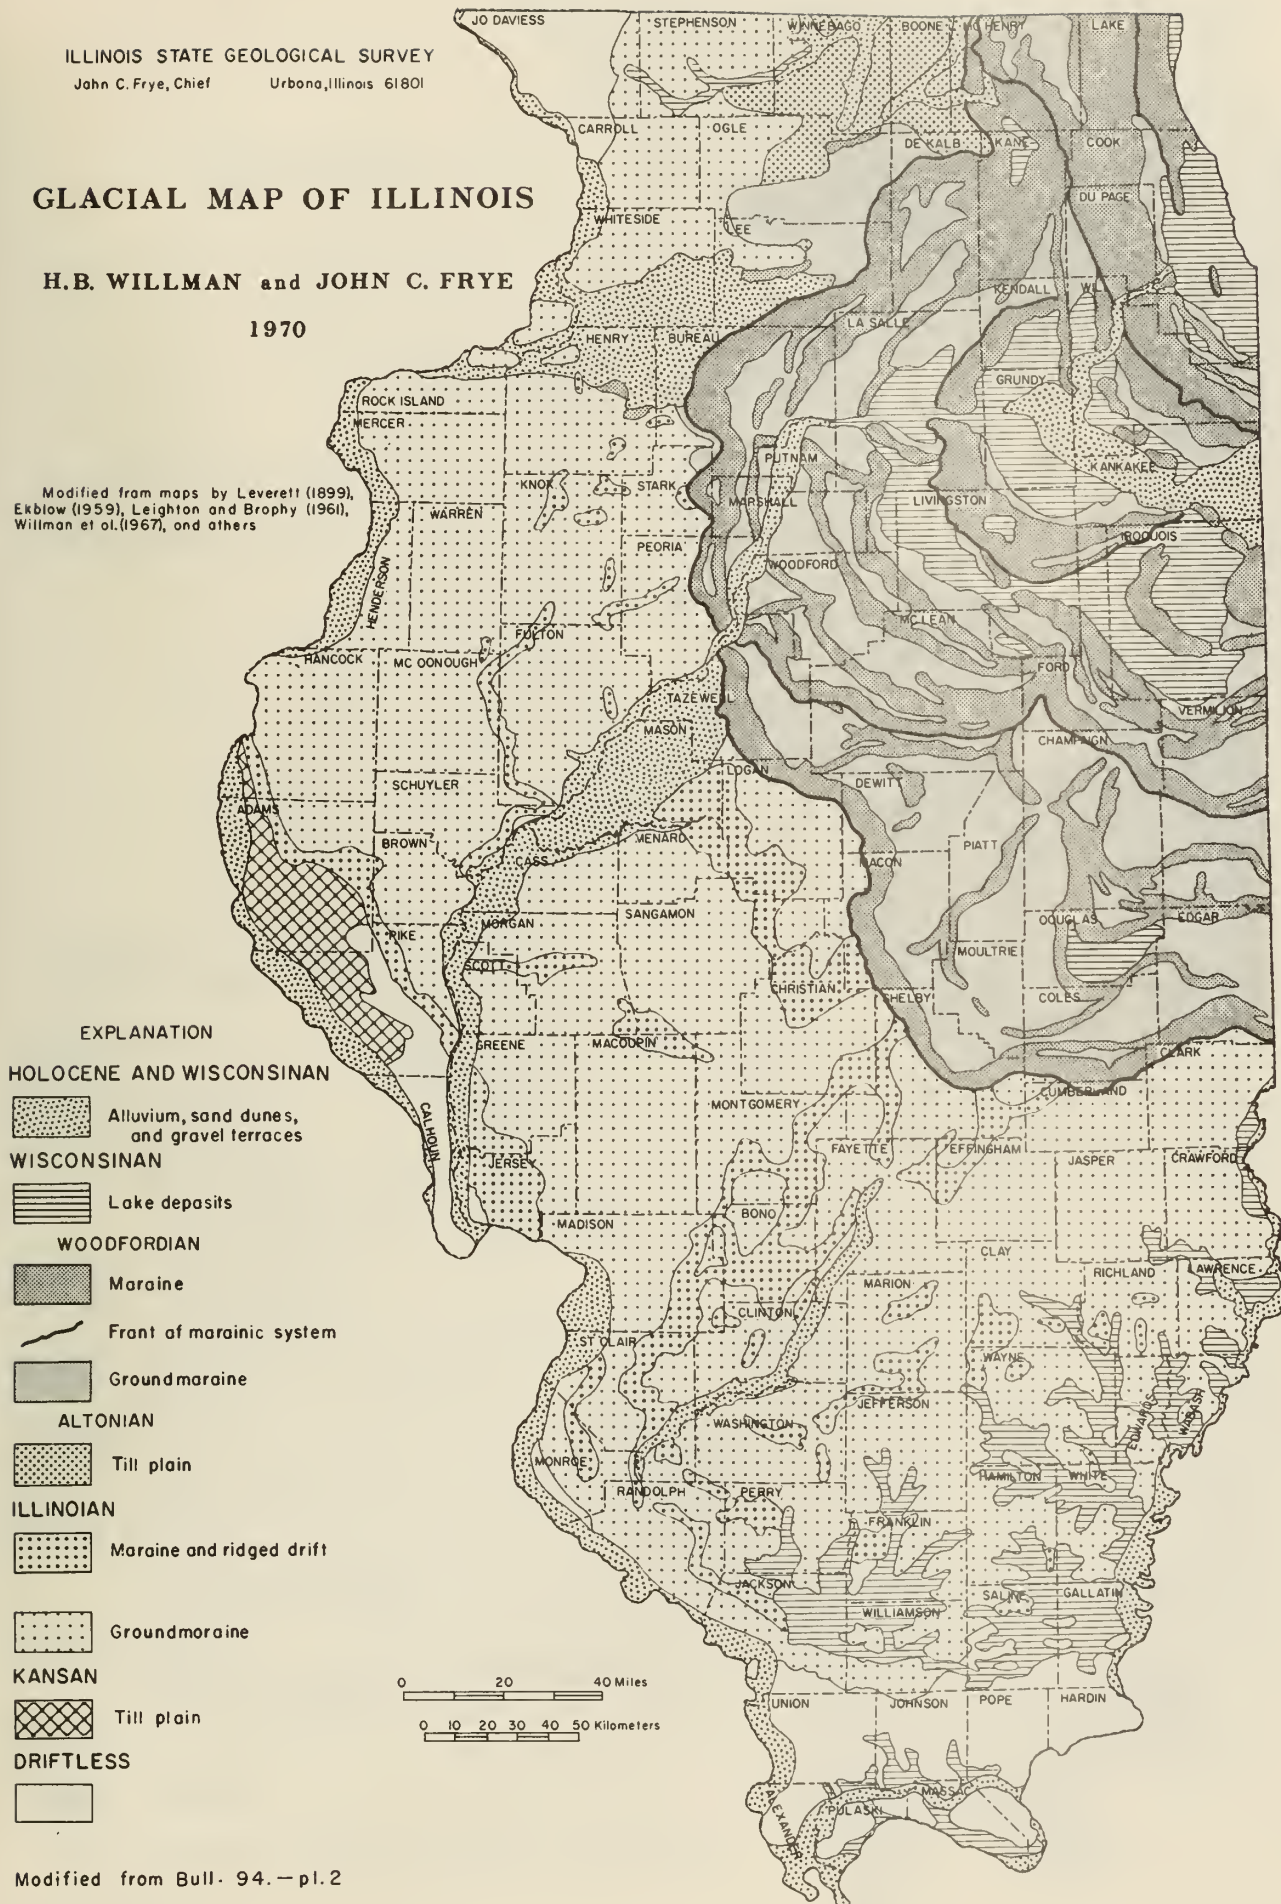 ILLINOIS STATE GEOLOGICAL SURVEY
John C. Frye, Chief Urbana, Illinois 61801
GLACIAL MAP OF ILLINOIS
H.B. WILLMAN and JOHN C. FRYE
1970
Modified from maps by Leverett (1899),
Ekblow (1959), Leighton and Brophy (1961),
Willman et al. (1967), and others
JO DAVIESS
STEPHENSON
WINNEBAGO
BOONE
MC HENRY
LAKE
CARROLL
OGLE
DE KALB
KANE
COOK
DU PAGE
WHITESIDE
LEE
KENDALL
WILL
LA SALLE
HENRY
BUREAU
GRUNDY
ROCK ISLAND
MERCER
PUTNAM
KANKAKEE
KNOX
STARK
MARSHALL
LIVINGSTON
WARREN
PEORIA
IROQUOIS
WOODFORD
HENDERSON
FULTON
MC LEAN
HANCOCK
MC DONOUGH
FORD
TAZEWELL
MASON
VERMILION
CHAMPAIGN
LOGAN
SCHUYLER
DEWITT
ADAMS
BROWN
MENARD
PIATT
CASS
MACON
SANGAMON
DOUGLAS
EDGAR
MORGAN
PIKE
MOULTRIE
SCOTT
CHRISTIAN
SHELBY
COLES
GREENE
MACOUPIN
CLARK
CUMBERLAND
CALHOUN
MONTGOMERY
FAYETTE
EFFINGHAM
JASPER
CRAWFORD
JERSEY
MADISON
BOND
CLAY
RICHLAND
LAWRENCE
MARION
CLINTON
ST CLAIR
WAYNE
EDWARDS
WABASH
JEFFERSON
WASHINGTON
MONROE
HAMILTON
WHITE
RANDOLPH
PERRY
FRANKLIN
JACKSON
SALINE
GALLATIN
WILLIAMSON
UNION
JOHNSON
POPE
HARDIN
ALEXANDER
PULASKI
MASSAC
EXPLANATION
HOLOCENE AND WISCONSINAN
Alluvium, sand dunes,
and gravel terraces
WISCONSINAN
Lake deposits
WOODFORDIAN
Moraine
Front of morainic system
Groundmoraine
ALTONIAN
Till plain
ILLINOIAN
Moraine and ridged drift
Groundmoraine
KANSAN
Till plain
DRIFTLESS
0 20 40 Miles
0 10 20 30 40 50 Kilometers
Modified from Bull. 94.—pl. 2